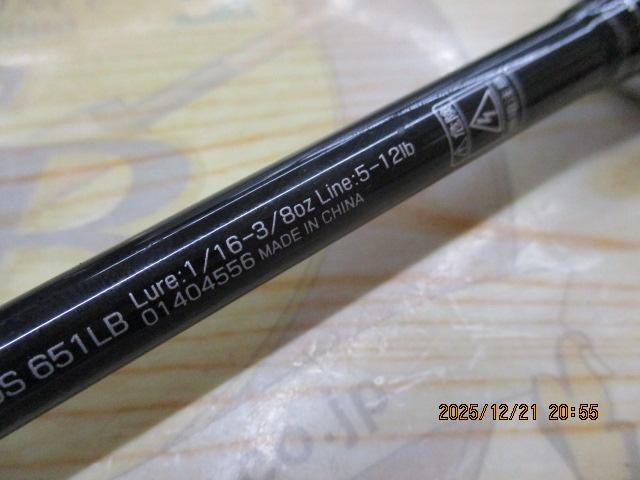 651LB Lure:1/16-3/8oz Line:5-12lb
01404556 MADE IN CHINA
2025/12/21 20:55